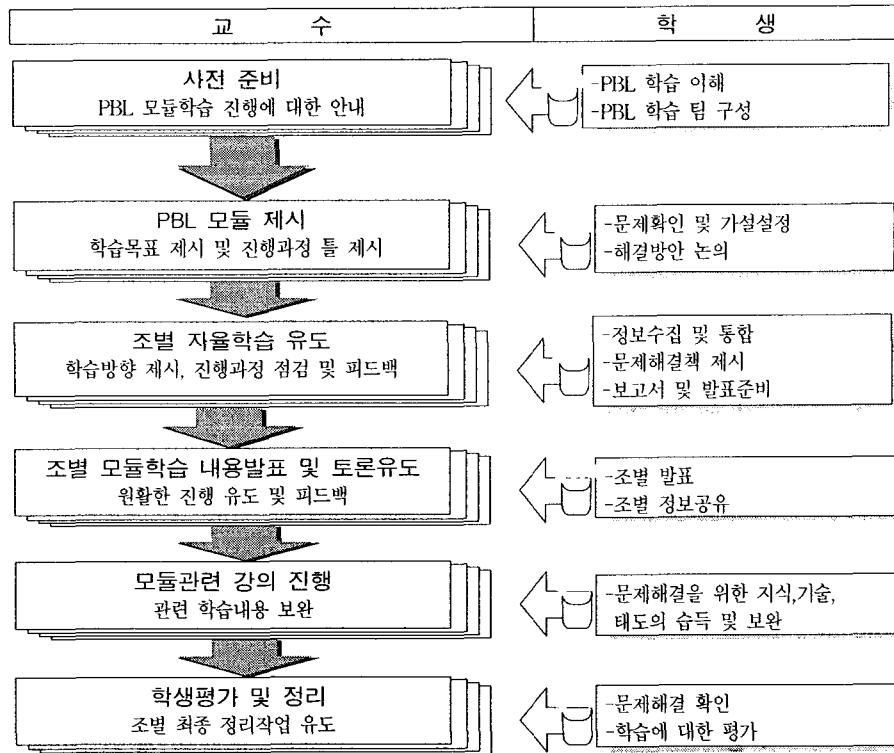 교 수
학 생
사전 준비
PBL 모듈학습 진행에 대한 안내
-PBL 학습 이해
-PBL 학습 팀 구성
PBL 모듈 제시
학습목표 제시 및 진행과정 틀 제시
-문제확인 및 가설설정
-해결방안 논의
조별 자율학습 유도
학습방향 제시, 진행과정 점검 및 피드백
-정보수집 및 통합
-문제해결책 제시
-보고서 및 발표준비
조별 모듈학습 내용발표 및 토론유도
원활한 진행 유도 및 피드백
-조별 발표
-조별 정보공유
모듈관련 강의 진행
관련 학습내용 보완
-문제해결을 위한 지식,기술,
태도의 습득 및 보완
학생평가 및 정리
조별 최종 정리작업 유도
-문제해결 확인
-학습에 대한 평가